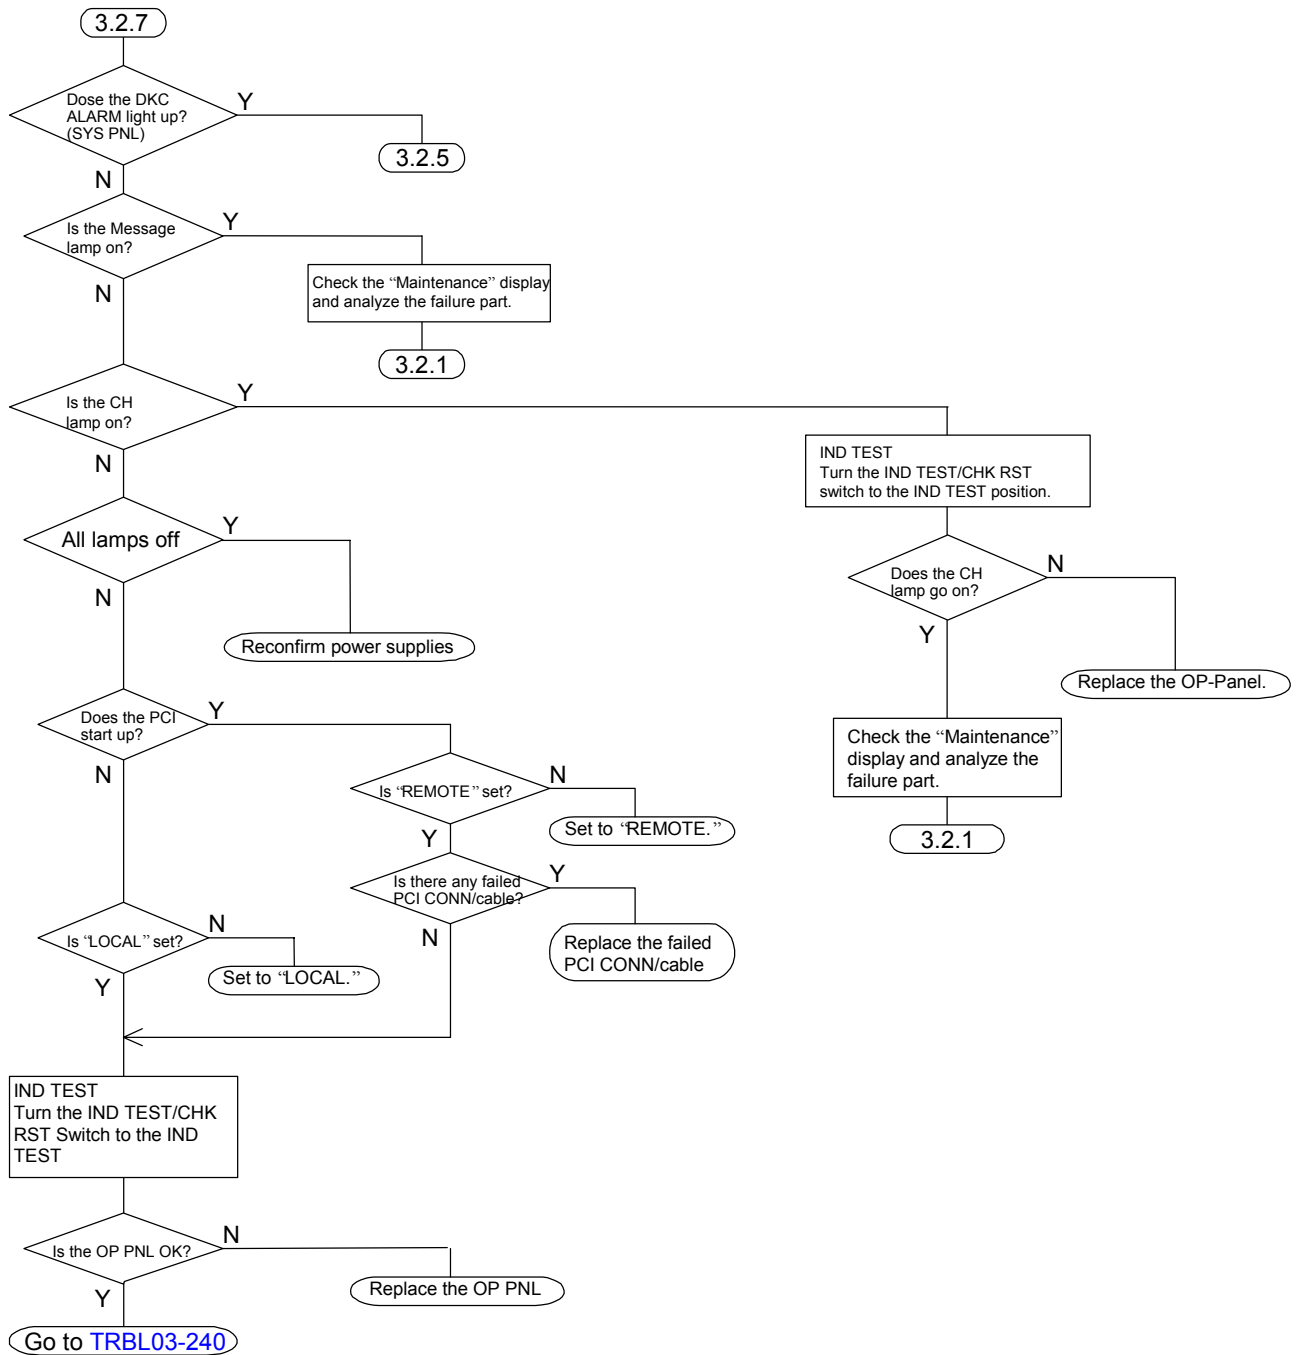 3.2.7
Dose the DKC
ALARM light up?
(SYS PNL)
Y
3.2.5
N
Is the Message
lamp on?
Y
Check the “Maintenance” display
and analyze the failure part.
3.2.1
N
Is the CH
lamp on?
Y
IND TEST
Turn the IND TEST/CHK RST
switch to the IND TEST position.
Does the CH
lamp go on?
N
Replace the OP-Panel.
Y
Check the “Maintenance”
display and analyze the
failure part.
3.2.1
N
All lamps off
Y
Reconfirm power supplies
N
Does the PCI
start up?
Y
Is “REMOTE” set?
N
Set to “REMOTE.”
Y
Is there any failed
PCI CONN/cable?
Y
Replace the failed
PCI CONN/cable
N
N
Is “LOCAL” set?
N
Set to “LOCAL.”
Y
IND TEST
Turn the IND TEST/CHK
RST Switch to the IND
TEST
Is the OP PNL OK?
N
Replace the OP PNL
Y
Go to TRBL03-240